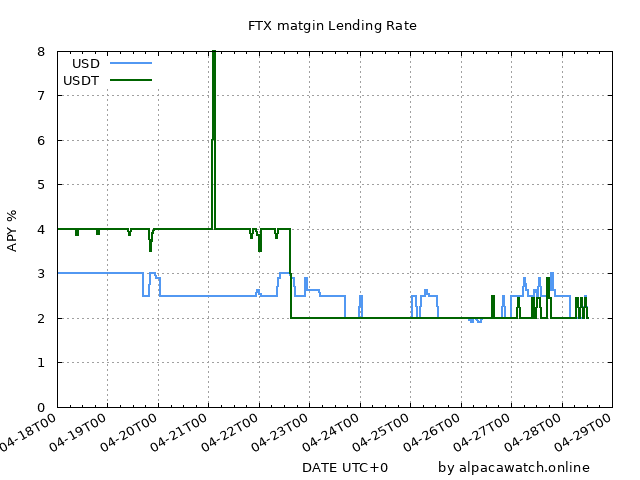 FTX matgin Lending Rate
USD
USDT
8
7
6
5
4
3
2
1
0
APY %
04-18T00
04-19T00
04-20T00
04-21T00
04-22T00
04-23T00
04-24T00
04-25T00
04-26T00
04-27T00
04-28T00
04-29T00
DATE UTC+0
by alpacawatch.online